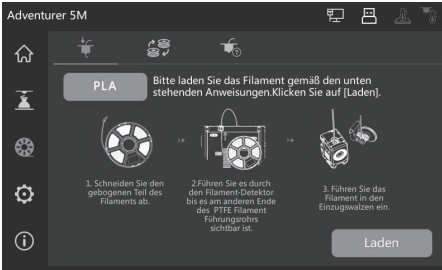 Adventurer 5M
PLA
Bitte laden Sie das Filament gemäß den unten
stehenden Anweisungen.Klicken Sie auf [Laden].
1. Schneiden Sie den
gebogenen Teil des
Filaments ab.
2.Führen Sie es durch
den Filament-Detektor
bis es am anderen Ende
des PTFE Filament
Führungsrohrs
sichtbar ist.
3. Führen Sie das
Filament in den
Einzugswalzen ein.
Laden